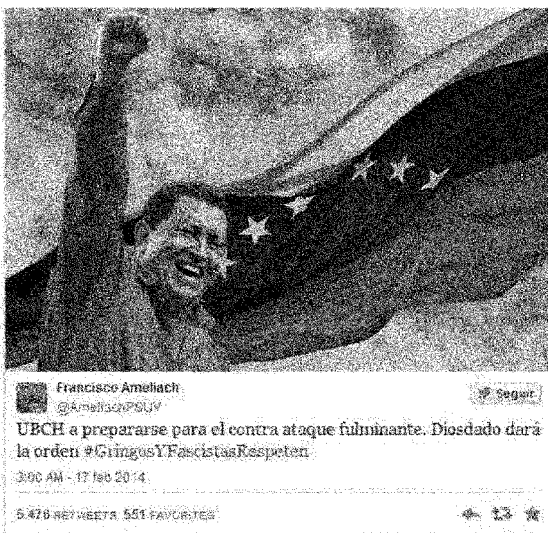 Francisco Ameliach
@AmeliachPSUV
Seguir
UBCH a prepararse para el contra ataque fulminante. Diosdado dará
la orden #GringosYFascistasRespeten
3:00 AM - 17 feb 2014
5.426 RETWEETS 551 FAVORITES